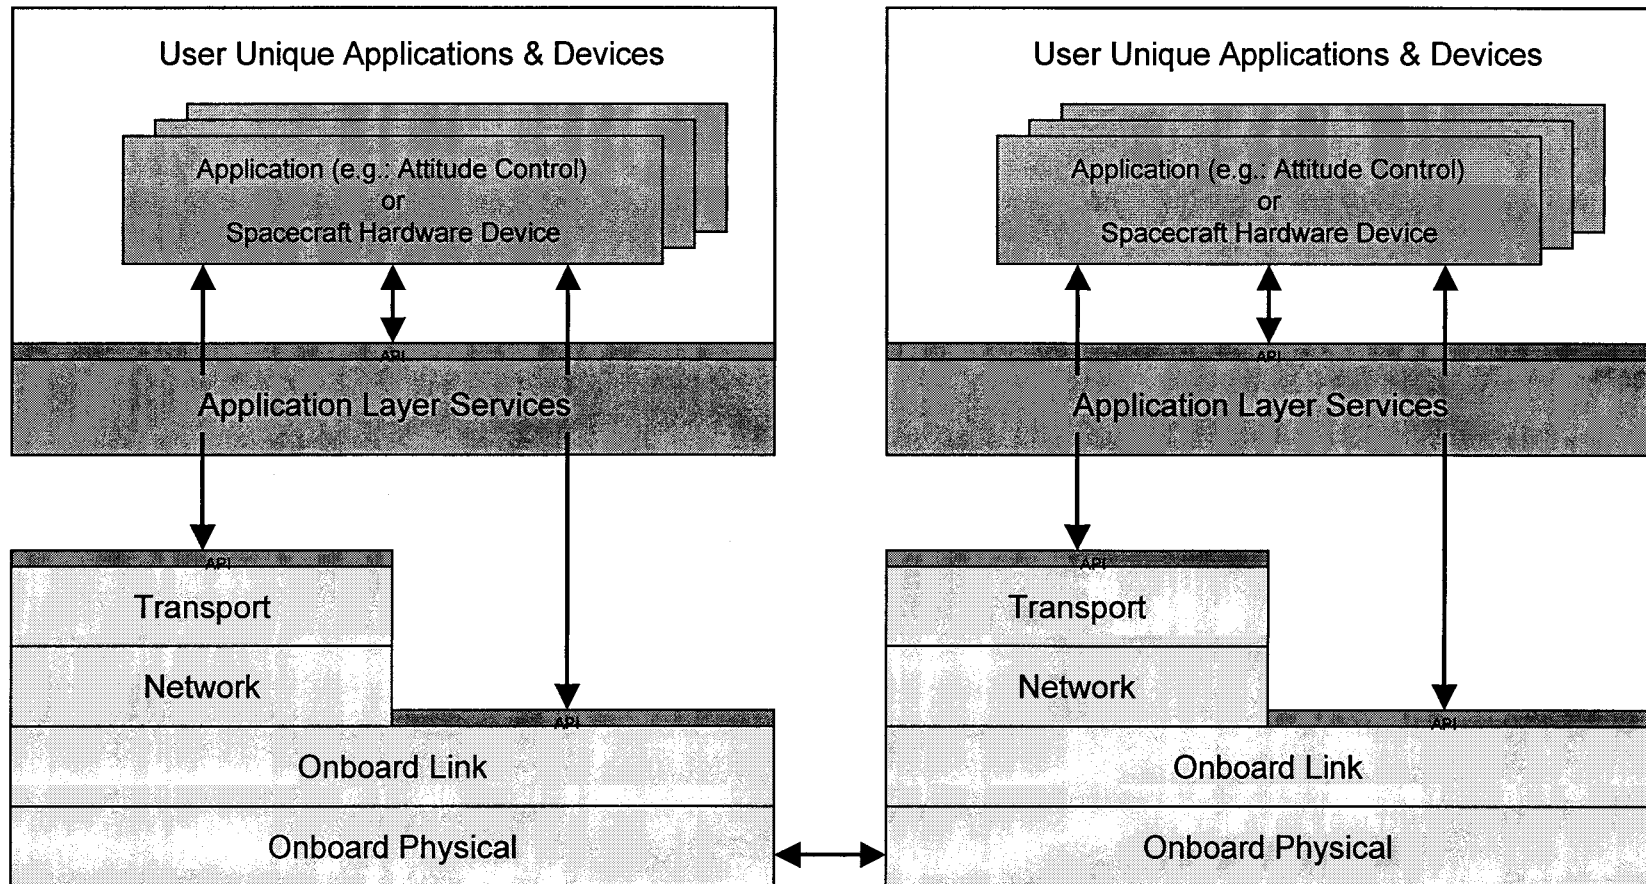 User Unique Applications & Devices
Application (e.g.: Attitude Control)
or
Spacecraft Hardware Device
API
Application Layer Services
API
Transport
Network
API
Onboard Link
Onboard Physical
User Unique Applications & Devices
Application (e.g.: Attitude Control)
or
Spacecraft Hardware Device
API
Application Layer Services
API
Transport
Network
API
Onboard Link
Onboard Physical